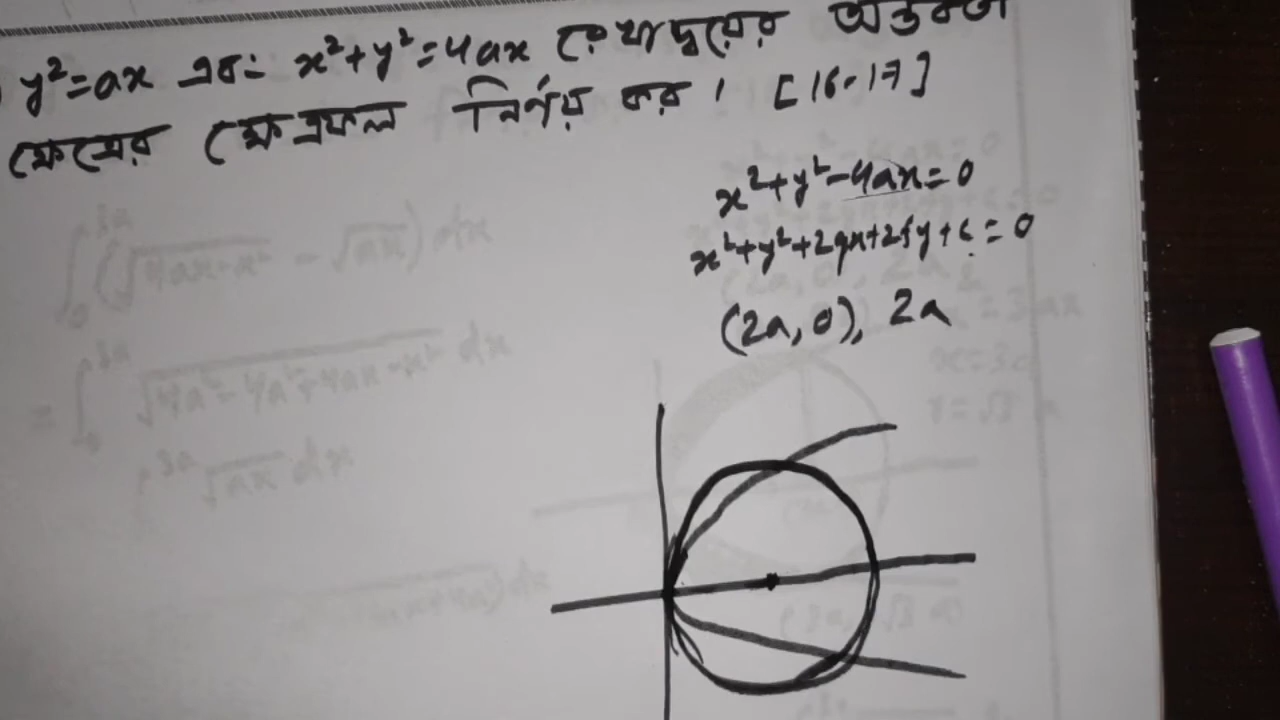 y²=ax এবং x²+y²=4ax রেখাদ্বয়ের
ক্ষেত্রের ক্ষেত্রফল নির্ণয় কর। [16-17]
x²+y²-4ax=0
x²+y²+2gx+2fy+c=0
(2a,0), 2a